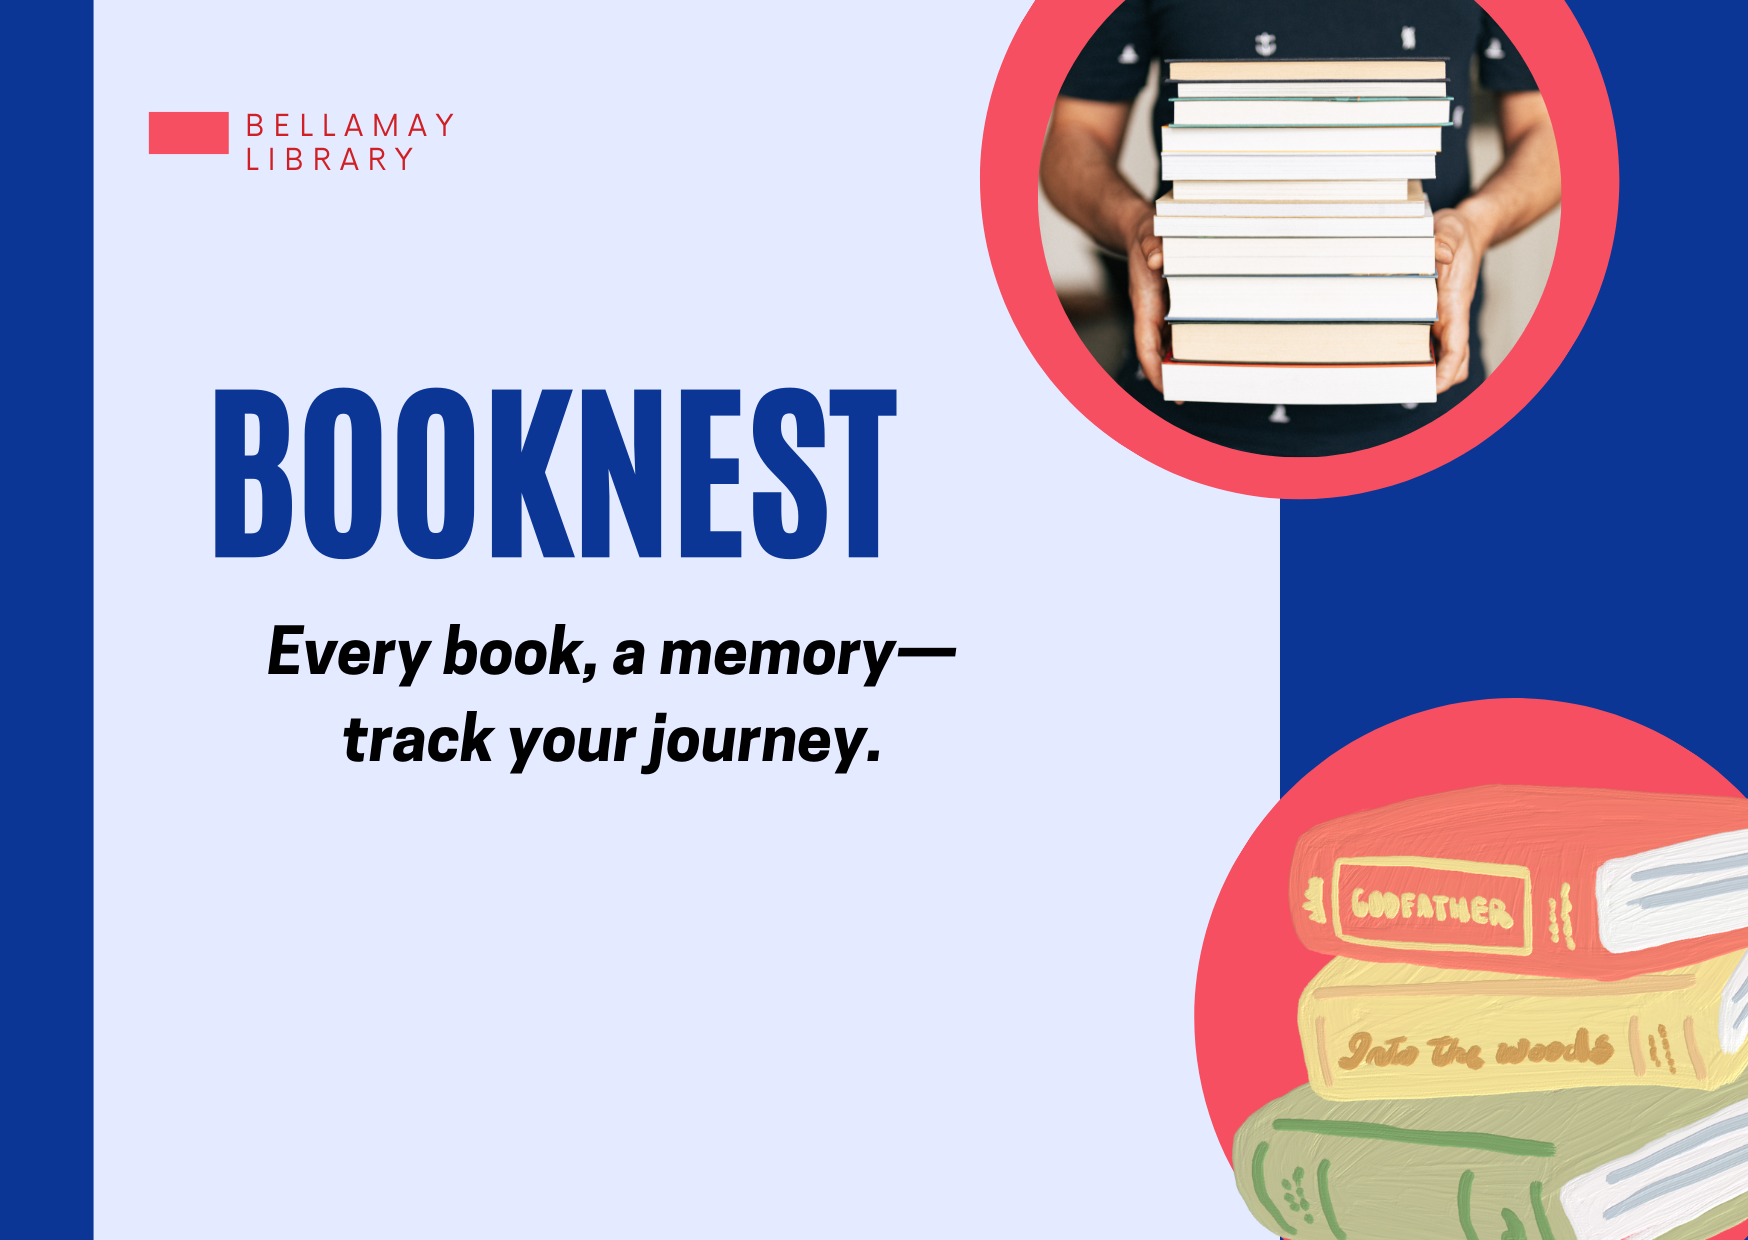 BELLAMAY
LIBRARY
BOOKNEST
Every book, a memory—
track your journey.
GODFATHER
Into the woods